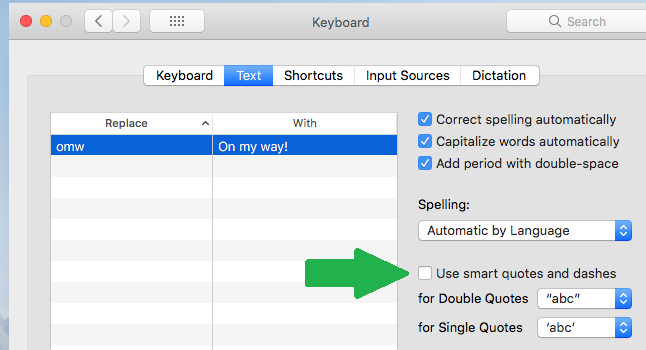 Keyboard
Search
Keyboard Text Shortcuts Input Sources Dictation
Replace With
omw On my way!
Correct spelling automatically
Capitalize words automatically
Add period with double-space
Spelling:
Automatic by Language
Use smart quotes and dashes
for Double Quotes “abc”
for Single Quotes ‘abc’